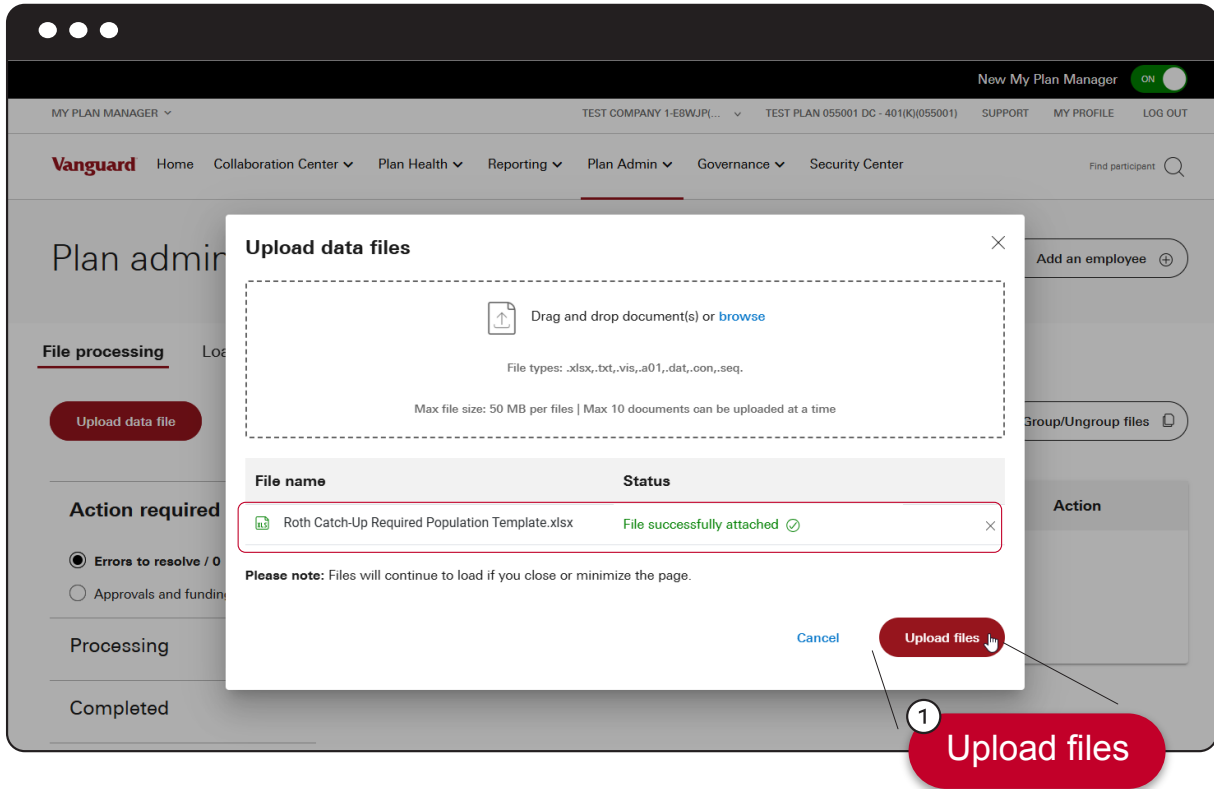 New My Plan Manager ON
MY PLAN MANAGER TEST COMPANY 1-E8WJP(... TEST PLAN 055001 DC - 401(K)(055001) SUPPORT MY PROFILE LOG OUT
Vanguard Home Collaboration Center Plan Health Reporting Plan Admin Governance Security Center Find participant
Plan admin
Add an employee
Upload data files
Drag and drop document(s) or browse
File types: .xlsx,.txt,.vis,.a01,.dat,.con,.seq.
Max file size: 50 MB per files | Max 10 documents can be uploaded at a time
File processing Loa
Upload data file
Group/Ungroup files
File name Status
Roth Catch-Up Required Population Template.xlsx File successfully attached
XLS
Please note: Files will continue to load if you close or minimize the page.
Cancel Upload files
Action required
Action
Errors to resolve / 0
Approvals and funding
Processing
Completed
1
Upload files